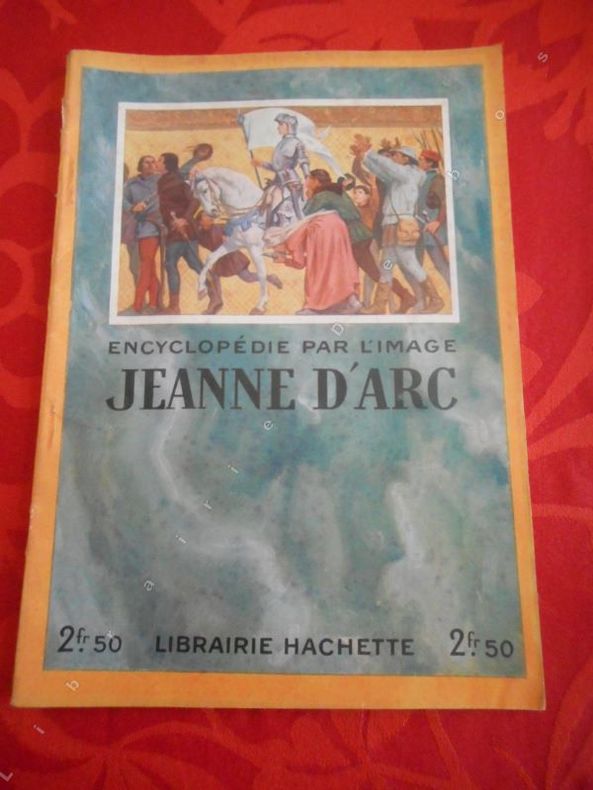 ENCYCLOPÉDIE PAR L'IMAGE
JEANNE D'ARC
2fr.50 LIBRAIRIE HACHETTE 2fr.50